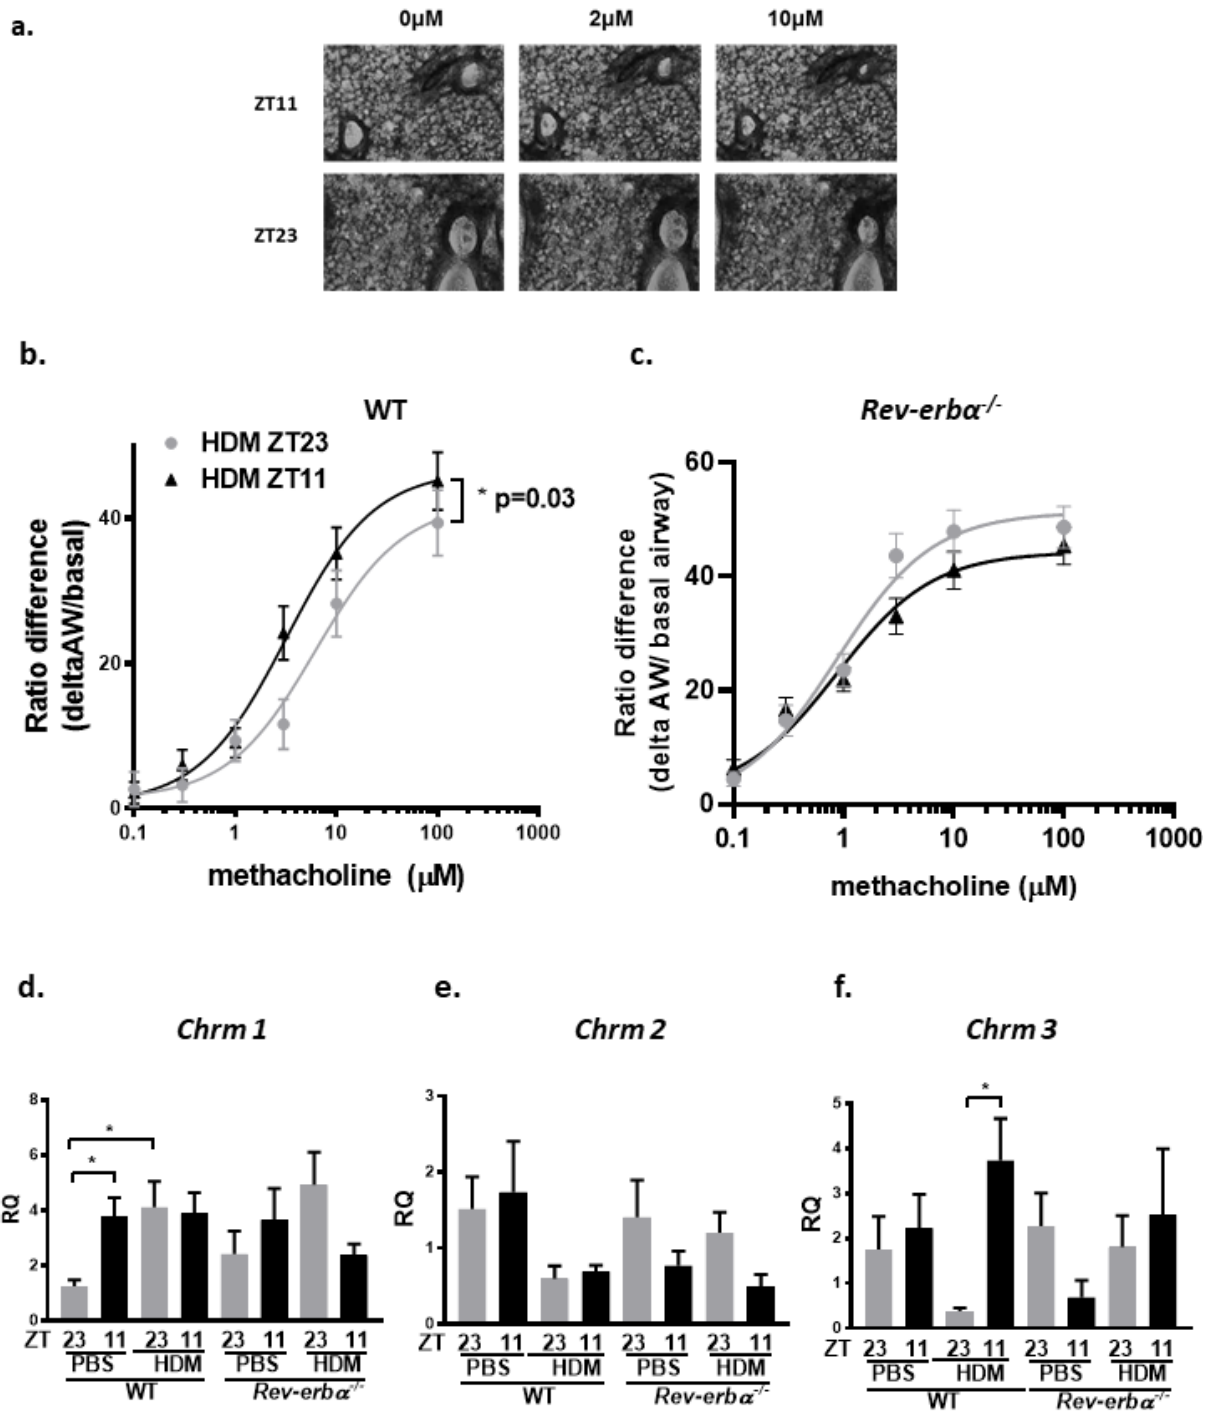 a.
0µM 2µM 10µM
ZT11
ZT23
b.
WT
HDM ZT23
HDM ZT11
* p=0.03
Ratio difference
(deltaAW/basal)
40
20
0
0.1 1 10 100 1000
methacholine (µM)
c.
Rev-erbα-/-
Ratio difference
(delta AW/ basal airway)
60
40
20
0
0.1 1 10 100 1000
methacholine (µM)
d.
Chrm 1
RQ
8
6
4
2
0
*
*
ZT 23 11 23 11 23 11 23 11
PBS HDM PBS HDM
WT Rev-erbα-/-
e.
Chrm 2
RQ
3
2
1
0
ZT 23 11 23 11 23 11 23 11
PBS HDM PBS HDM
WT Rev-erbα-/-
f.
Chrm 3
RQ
5
4
3
2
1
0
*
ZT 23 11 23 11 23 11 23 11
PBS HDM PBS HDM
WT Rev-erbα-/-